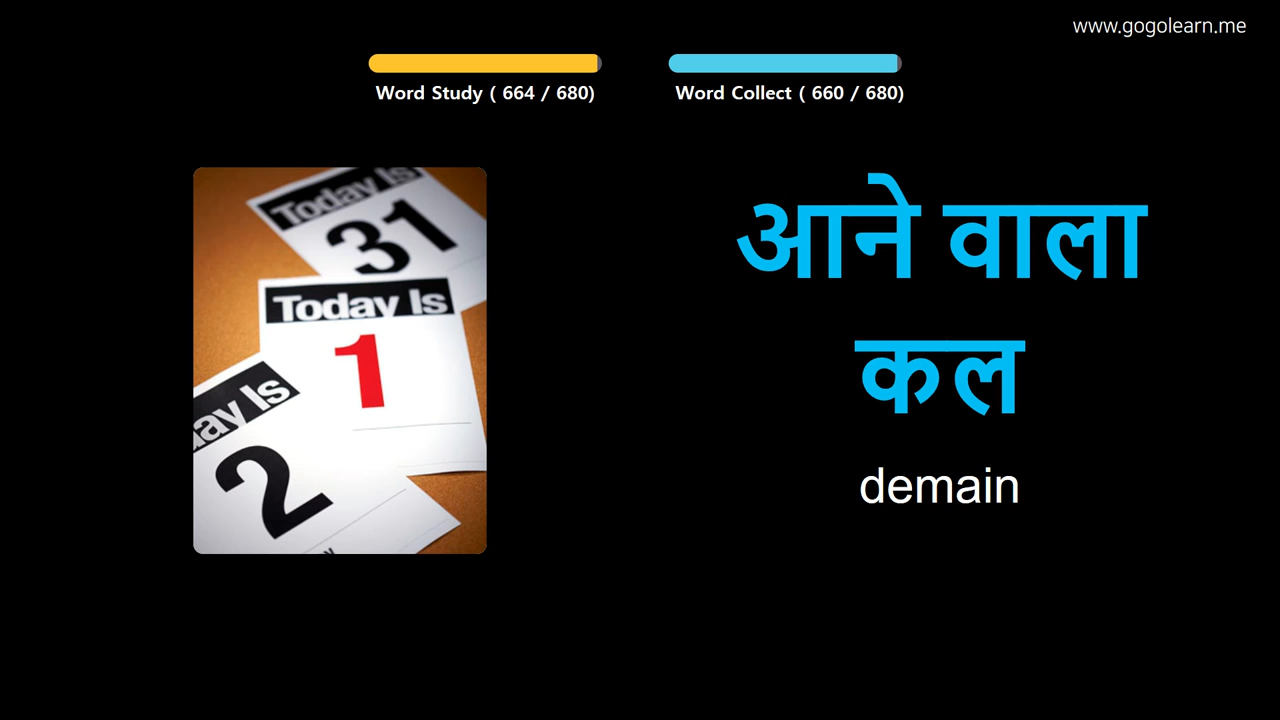 www.gogolearn.me
Word Study ( 664 / 680)
Word Collect ( 660 / 680)
Today Is
31
Today Is
1
day Is
2
आने वाला
कल
demain